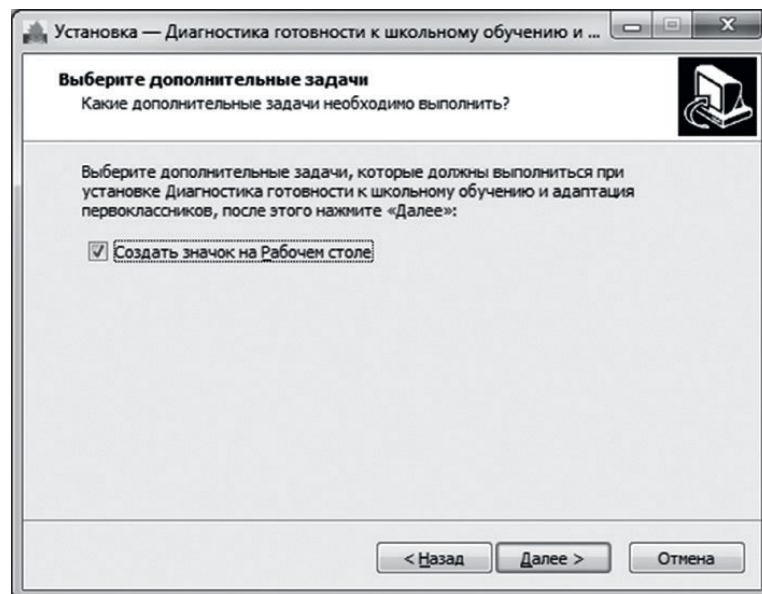 Установка — Диагностика готовности к школьному обучению и ...
Выберите дополнительные задачи
Какие дополнительные задачи необходимо выполнить?
Выберите дополнительные задачи, которые должны выполниться при
установке Диагностика готовности к школьному обучению и адаптация
первоклассников, после этого нажмите «Далее»:
Создать значок на Рабочем столе
< Назад
Далее >
Отмена